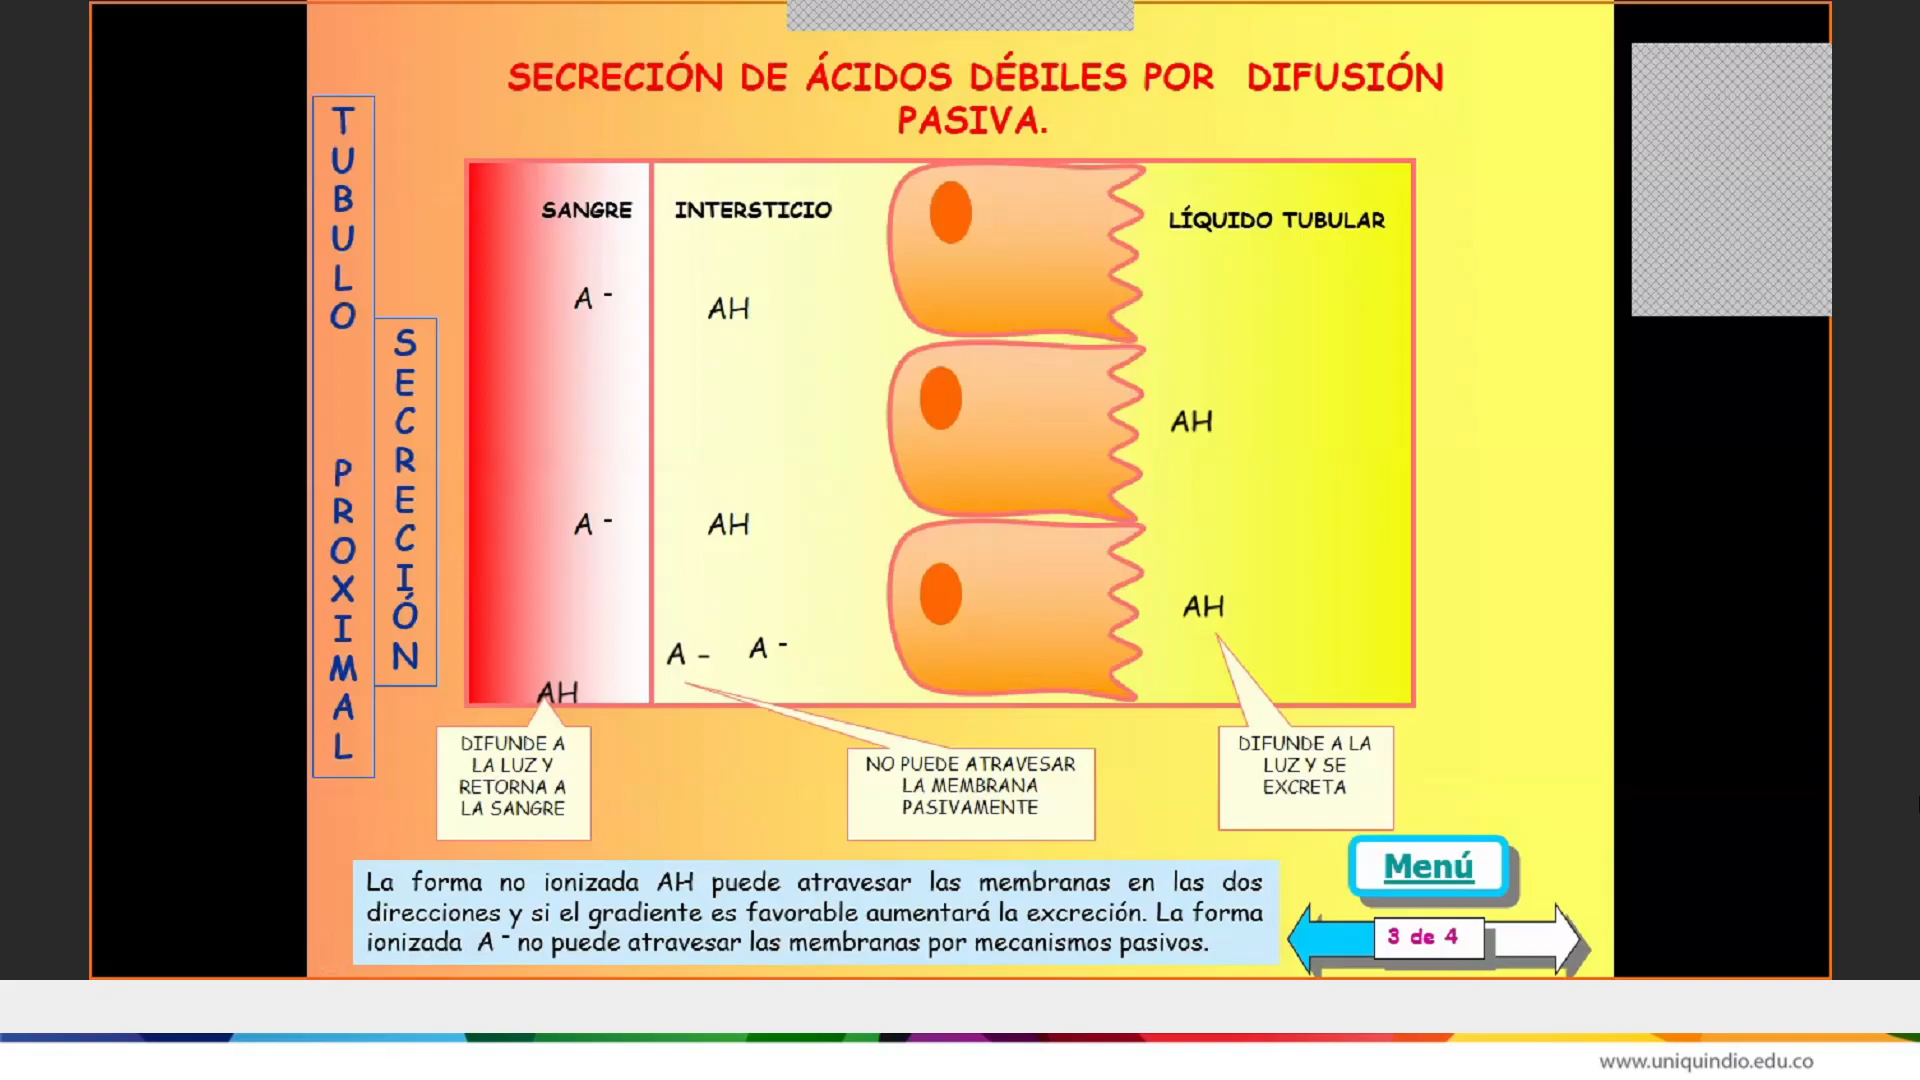 SECRECIÓN DE ÁCIDOS DÉBILES POR DIFUSIÓN
PASIVA.
TUBULO PROXIMAL
SECRECIÓN
SANGRE
INTERSTICIO
LÍQUIDO TUBULAR
A -
AH
AH
A -
AH
AH
A -
A -
AH
DIFUNDE A
LA LUZ Y
RETORNA A
LA SANGRE
NO PUEDE ATRAVESAR
LA MEMBRANA
PASIVAMENTE
DIFUNDE A LA
LUZ Y SE
EXCRETA
La forma no ionizada AH puede atravesar las membranas en las dos
direcciones y si el gradiente es favorable aumentará la excreción. La forma
ionizada A - no puede atravesar las membranas por mecanismos pasivos.
Menú
3 de 4
www.uniquindio.edu.co